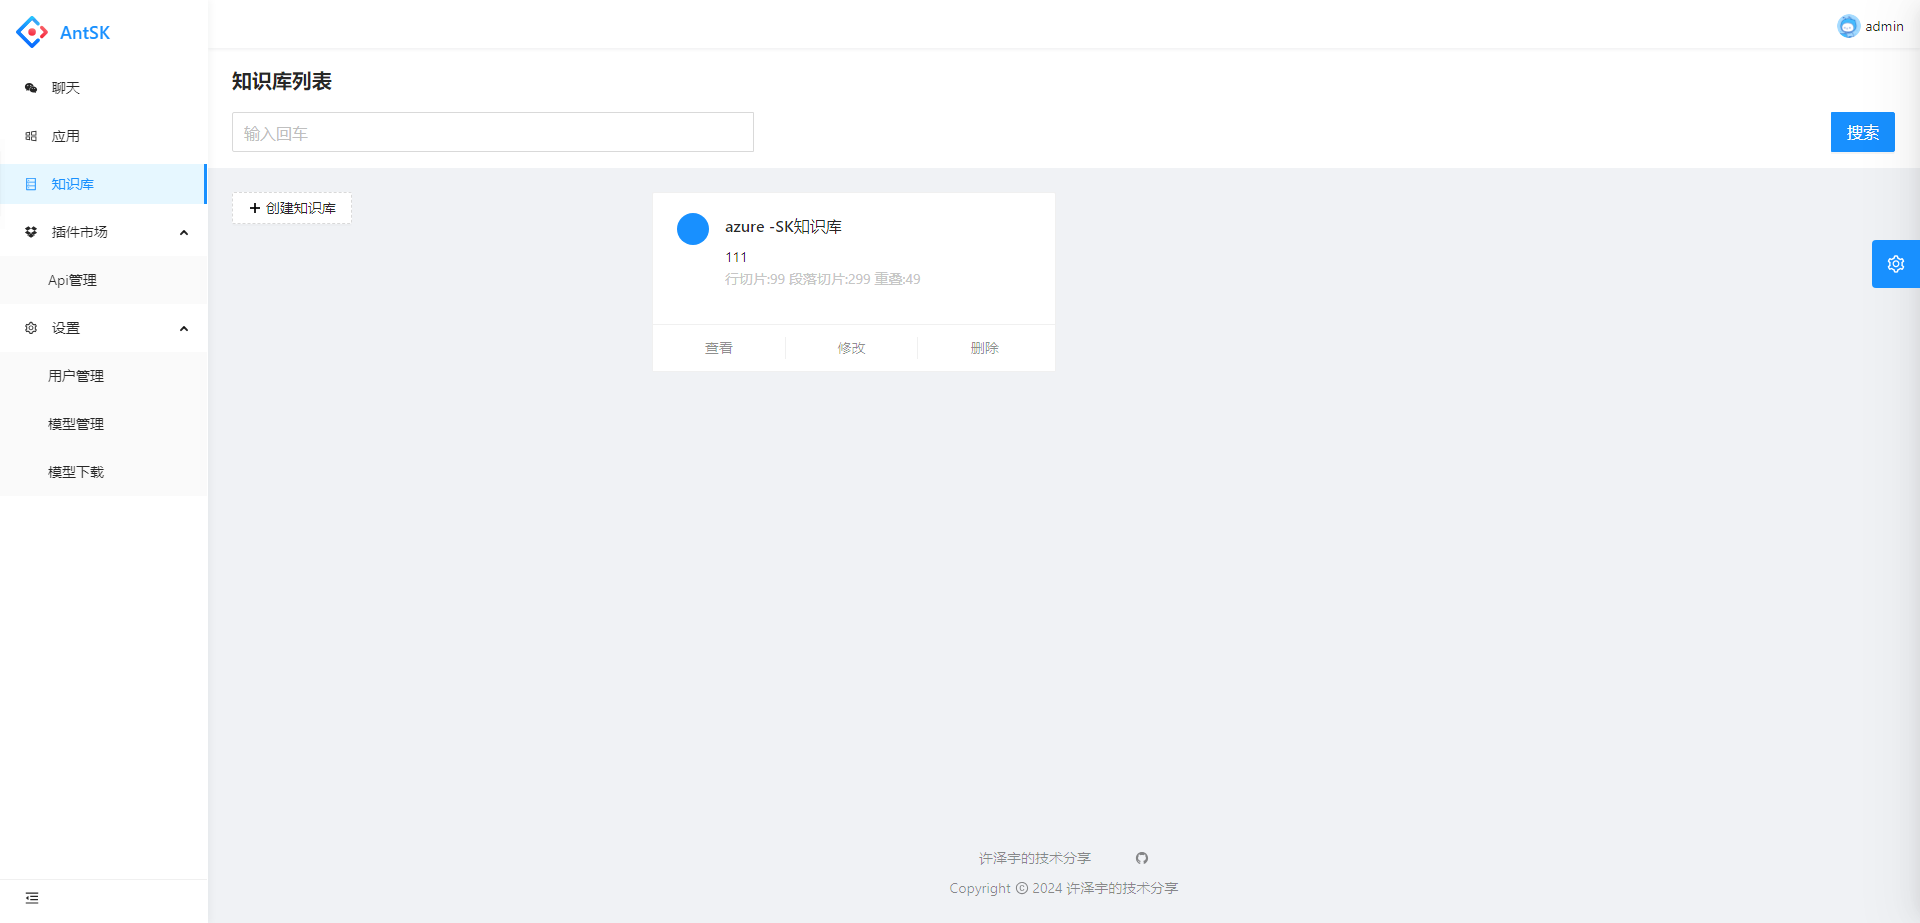 AntSK
admin
聊天
应用
知识库
插件市场
Api管理
设置
用户管理
模型管理
模型下载
知识库列表
输入回车
搜索
创建知识库
azure -SK知识库
111
行切片:99 段落切片:299 重叠:49
查看 修改 删除
许泽宇的技术分享
Copyright © 2024 许泽宇的技术分享